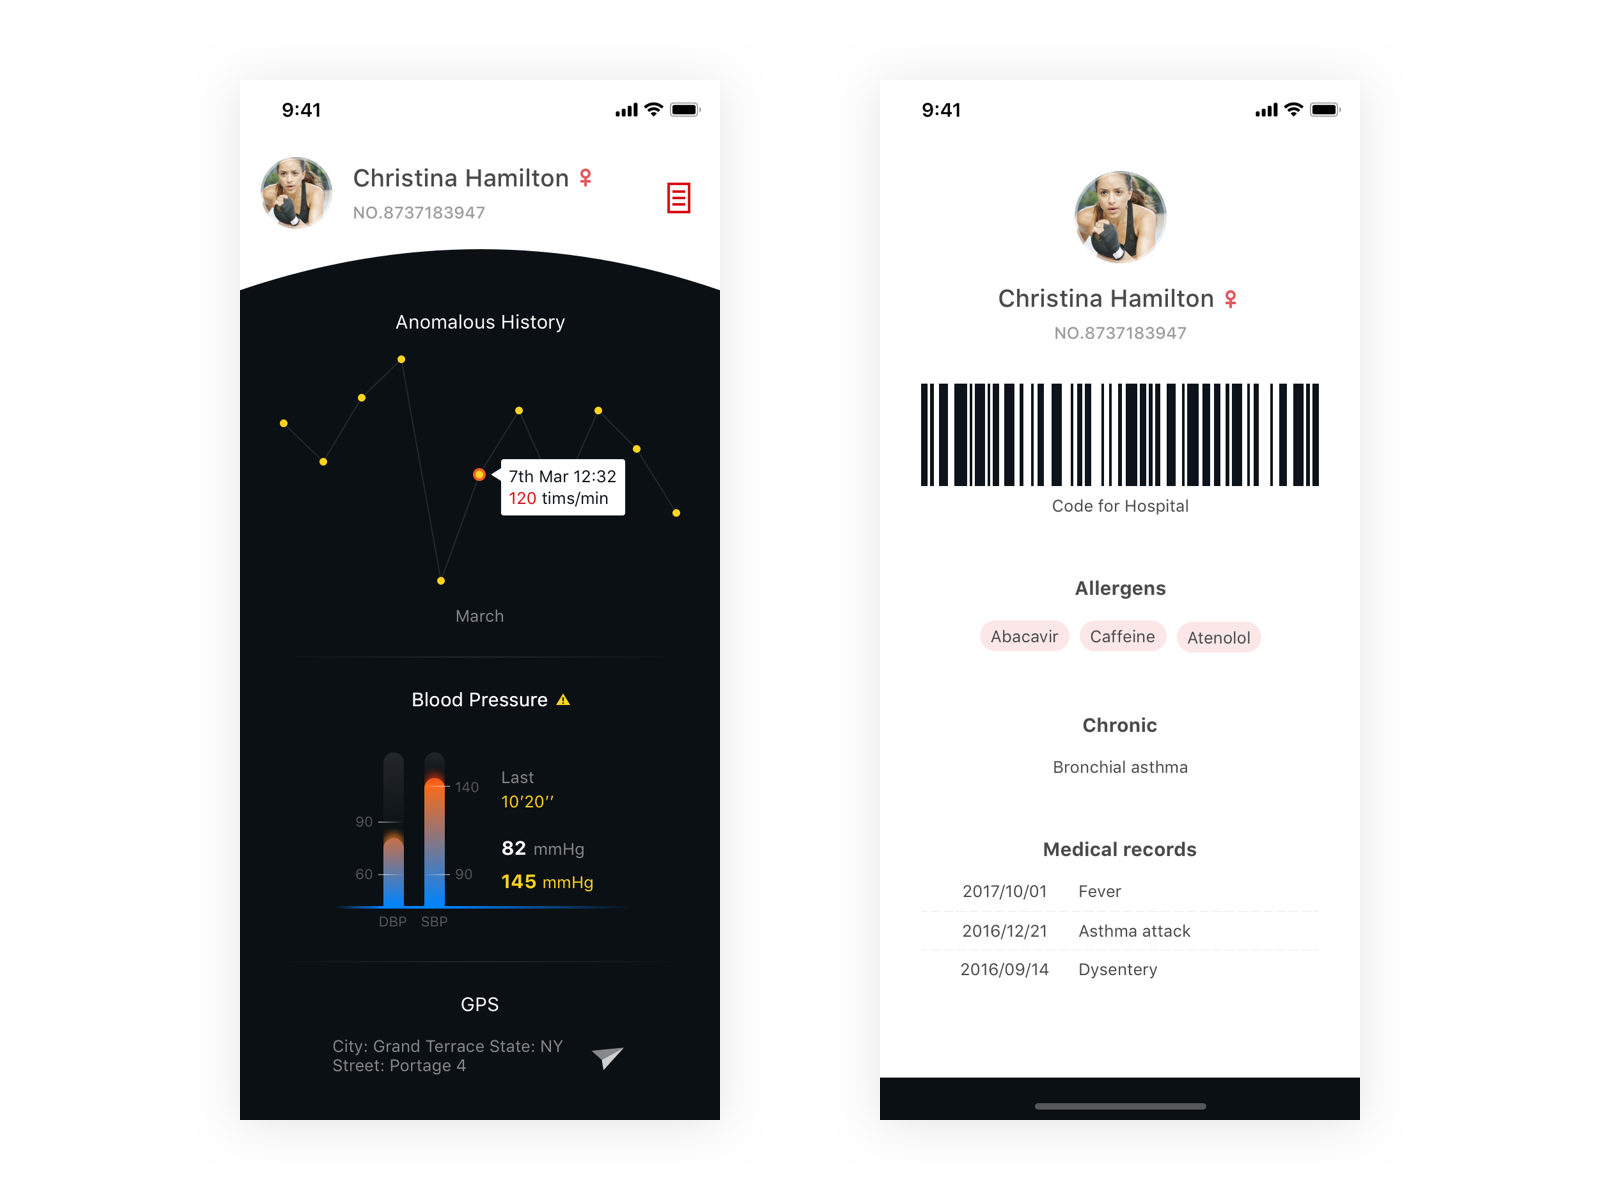 9:41
Christina Hamilton
NO.8737183947
Anomalous History
7th Mar 12:32
120 tims/min
March
Blood Pressure
140
90
60
90
DBP SBP
Last
10’20’’
82 mmHg
145 mmHg
GPS
City: Grand Terrace State: NY
Street: Portage 4
9:41
Christina Hamilton
NO.8737183947
Code for Hospital
Allergens
Abacavir Caffeine Atenolol
Chronic
Bronchial asthma
Medical records
2017/10/01 Fever
2016/12/21 Asthma attack
2016/09/14 Dysentery